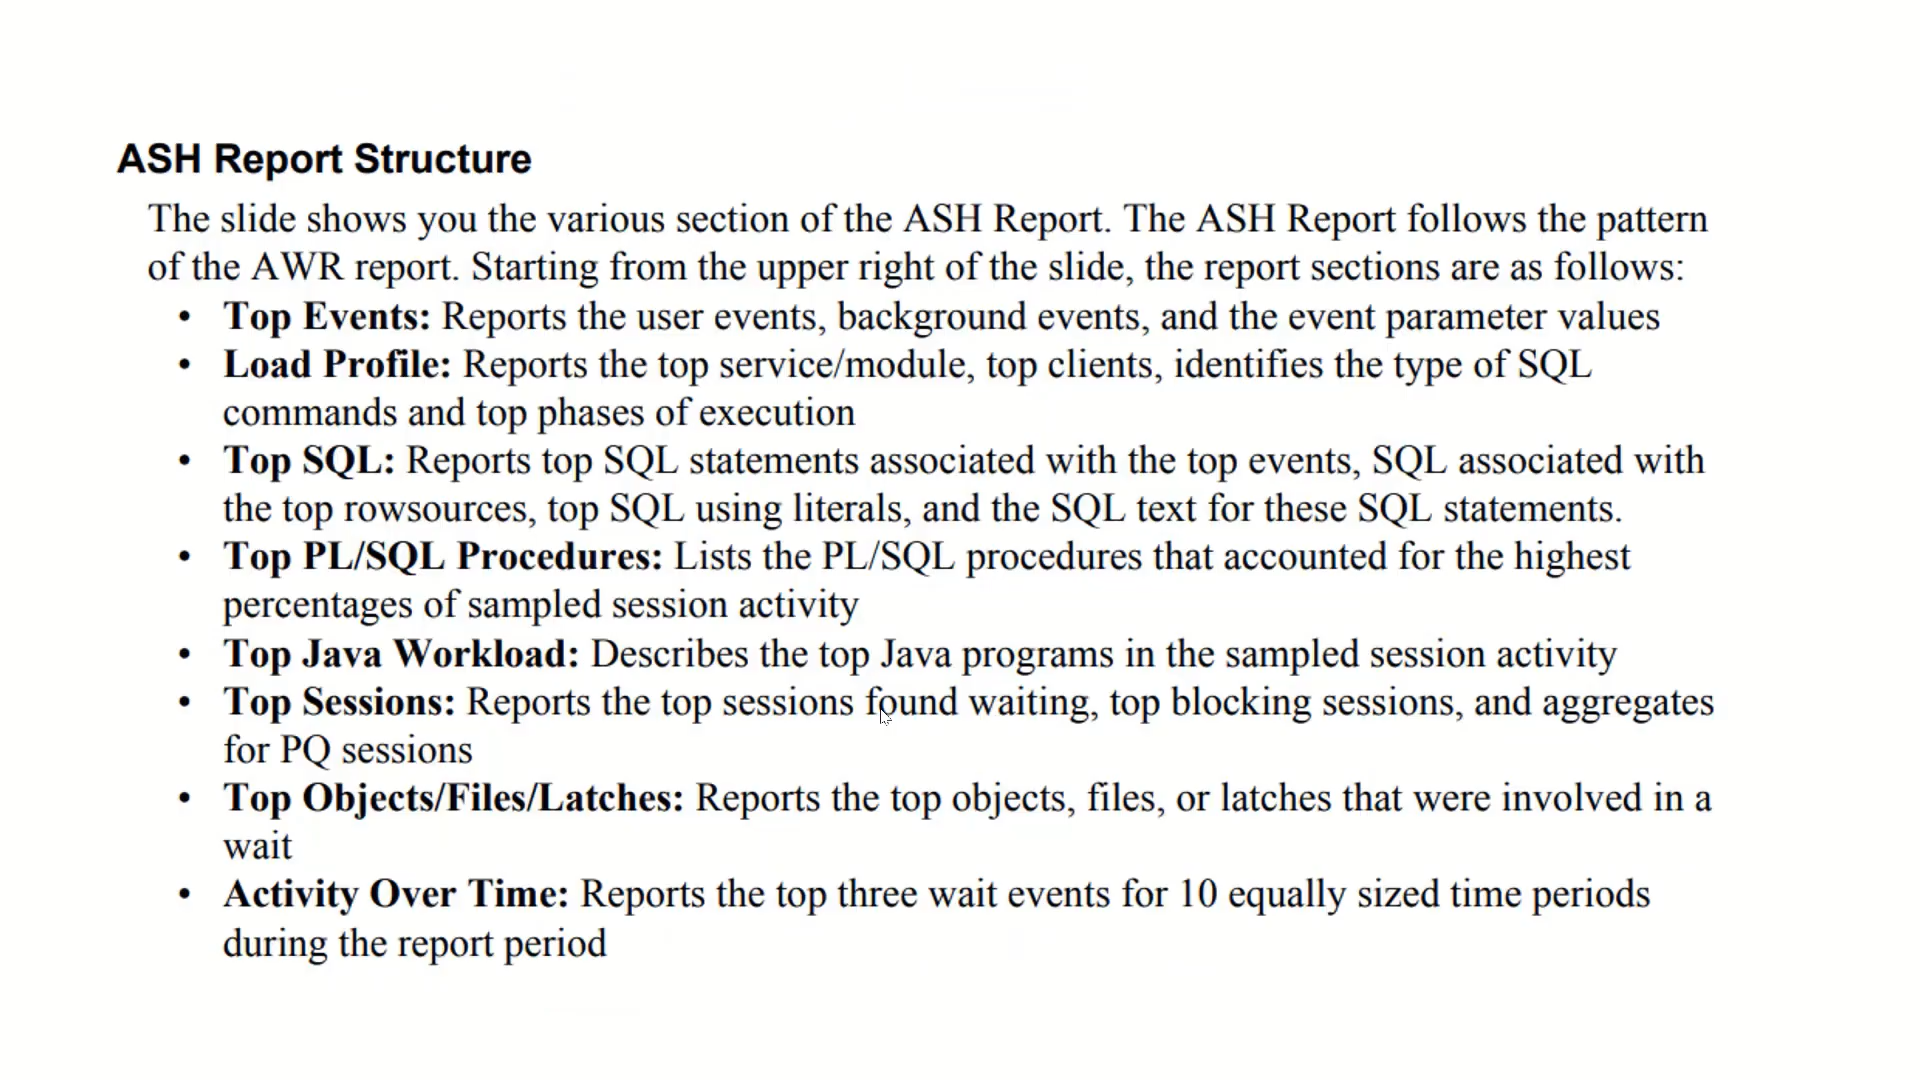 ASH Report Structure
The slide shows you the various section of the ASH Report. The ASH Report follows the pattern
of the AWR report. Starting from the upper right of the slide, the report sections are as follows:
• Top Events: Reports the user events, background events, and the event parameter values
• Load Profile: Reports the top service/module, top clients, identifies the type of SQL
commands and top phases of execution
• Top SQL: Reports top SQL statements associated with the top events, SQL associated with
the top rowsources, top SQL using literals, and the SQL text for these SQL statements.
• Top PL/SQL Procedures: Lists the PL/SQL procedures that accounted for the highest
percentages of sampled session activity
• Top Java Workload: Describes the top Java programs in the sampled session activity
• Top Sessions: Reports the top sessions found waiting, top blocking sessions, and aggregates
for PQ sessions
• Top Objects/Files/Latches: Reports the top objects, files, or latches that were involved in a
wait
• Activity Over Time: Reports the top three wait events for 10 equally sized time periods
during the report period